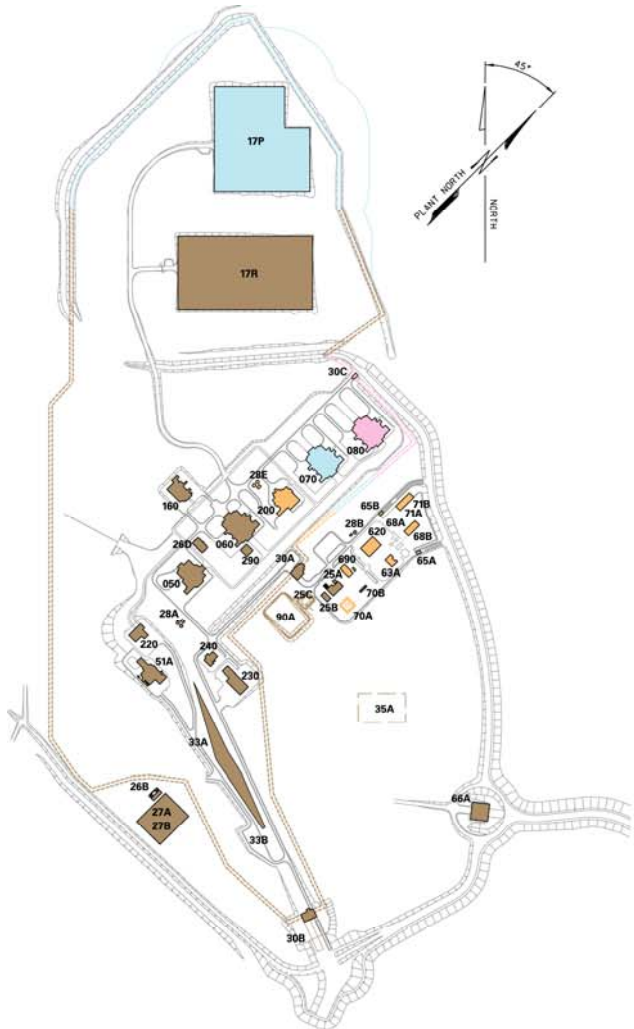 45°
PLANT NORTH
NORTH
17P
17R
30C
080
070
28E
200
160
060
26D
290
050
65B
71B
71A
68A
68B
28B
620
65A
30A
690
63A
25A
70B
25C
25B
70A
90A
28A
220
240
51A
230
35A
33A
66A
26B
27A
27B
33B
30B